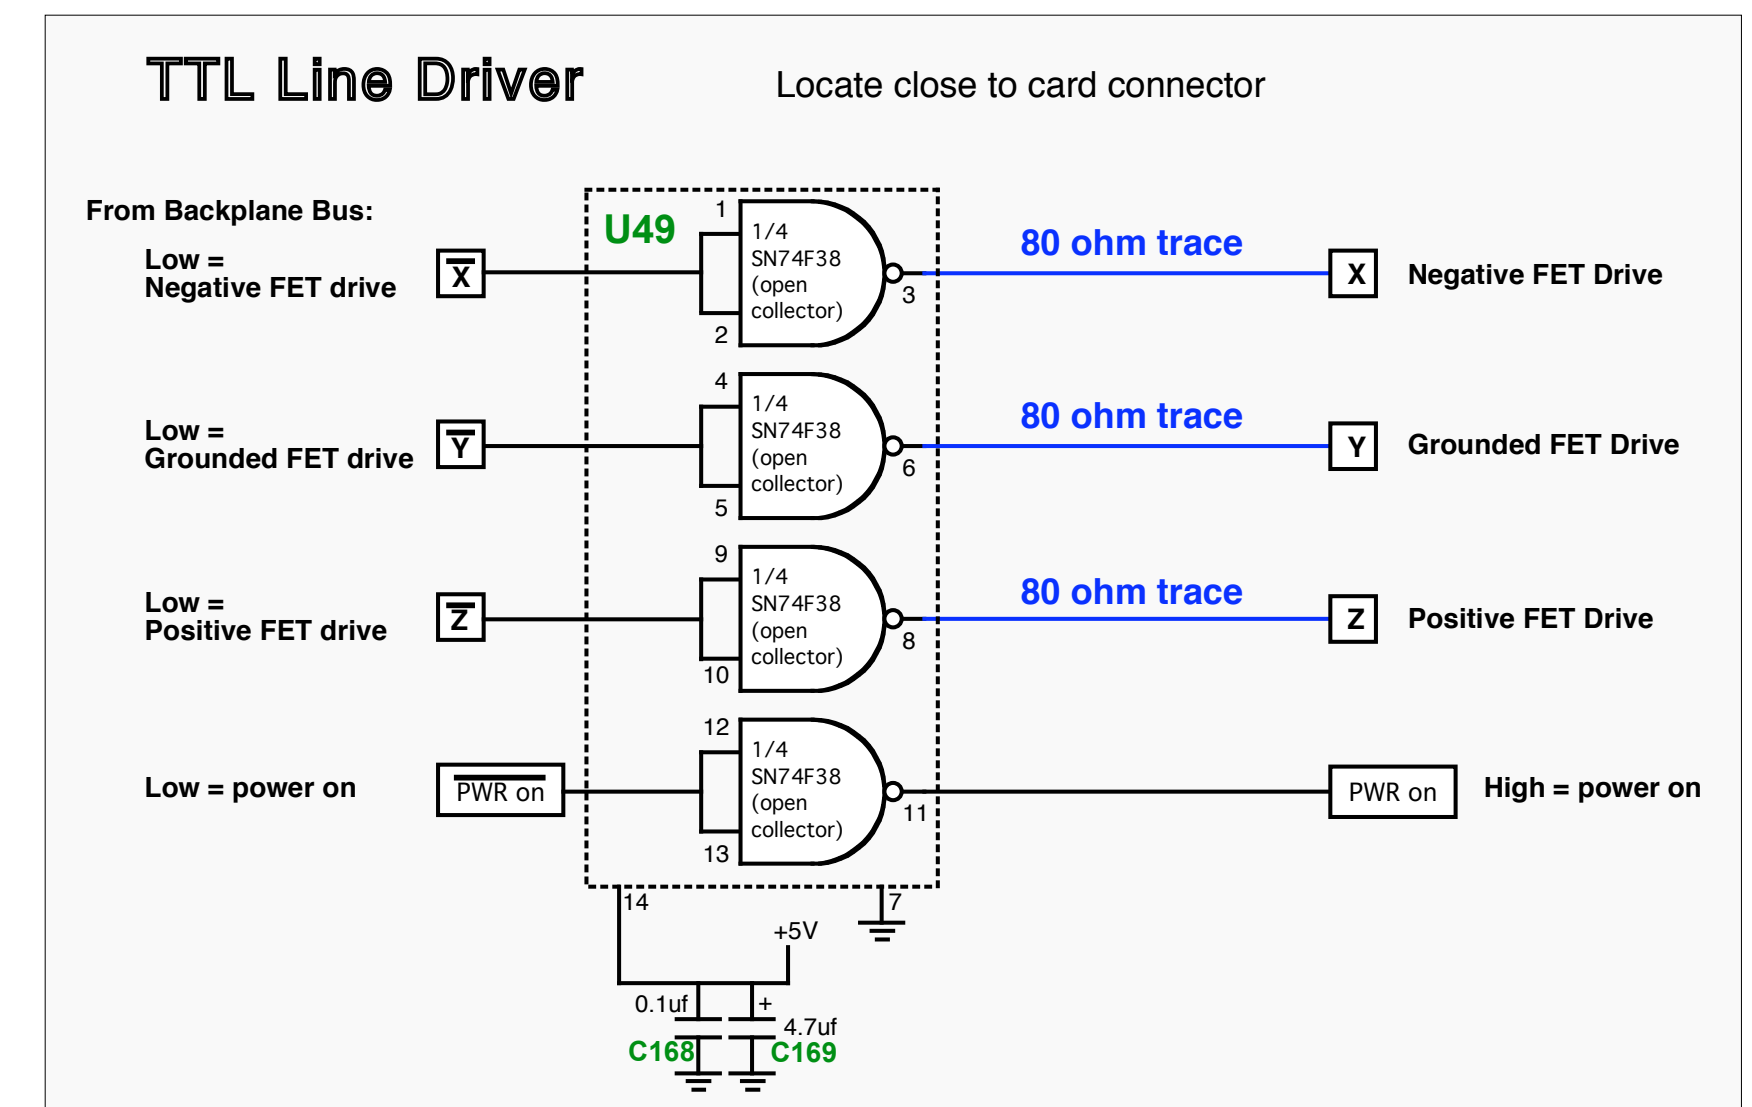 TTL Line Driver
Locate close to card connector
From Backplane Bus:
Low =
Negative FET drive
X
U49
1
2
1/4
SN74F38
(open
collector)
3
80 ohm trace
X
Negative FET Drive
Low =
Grounded FET drive
Y
4
5
1/4
SN74F38
(open
collector)
6
80 ohm trace
Y
Grounded FET Drive
Low =
Positive FET drive
Z
9
10
1/4
SN74F38
(open
collector)
8
80 ohm trace
Z
Positive FET Drive
Low = power on
PWR on
12
13
1/4
SN74F38
(open
collector)
11
PWR on
High = power on
14
7
+5V
0.1uf
+
4.7uf
C168
C169